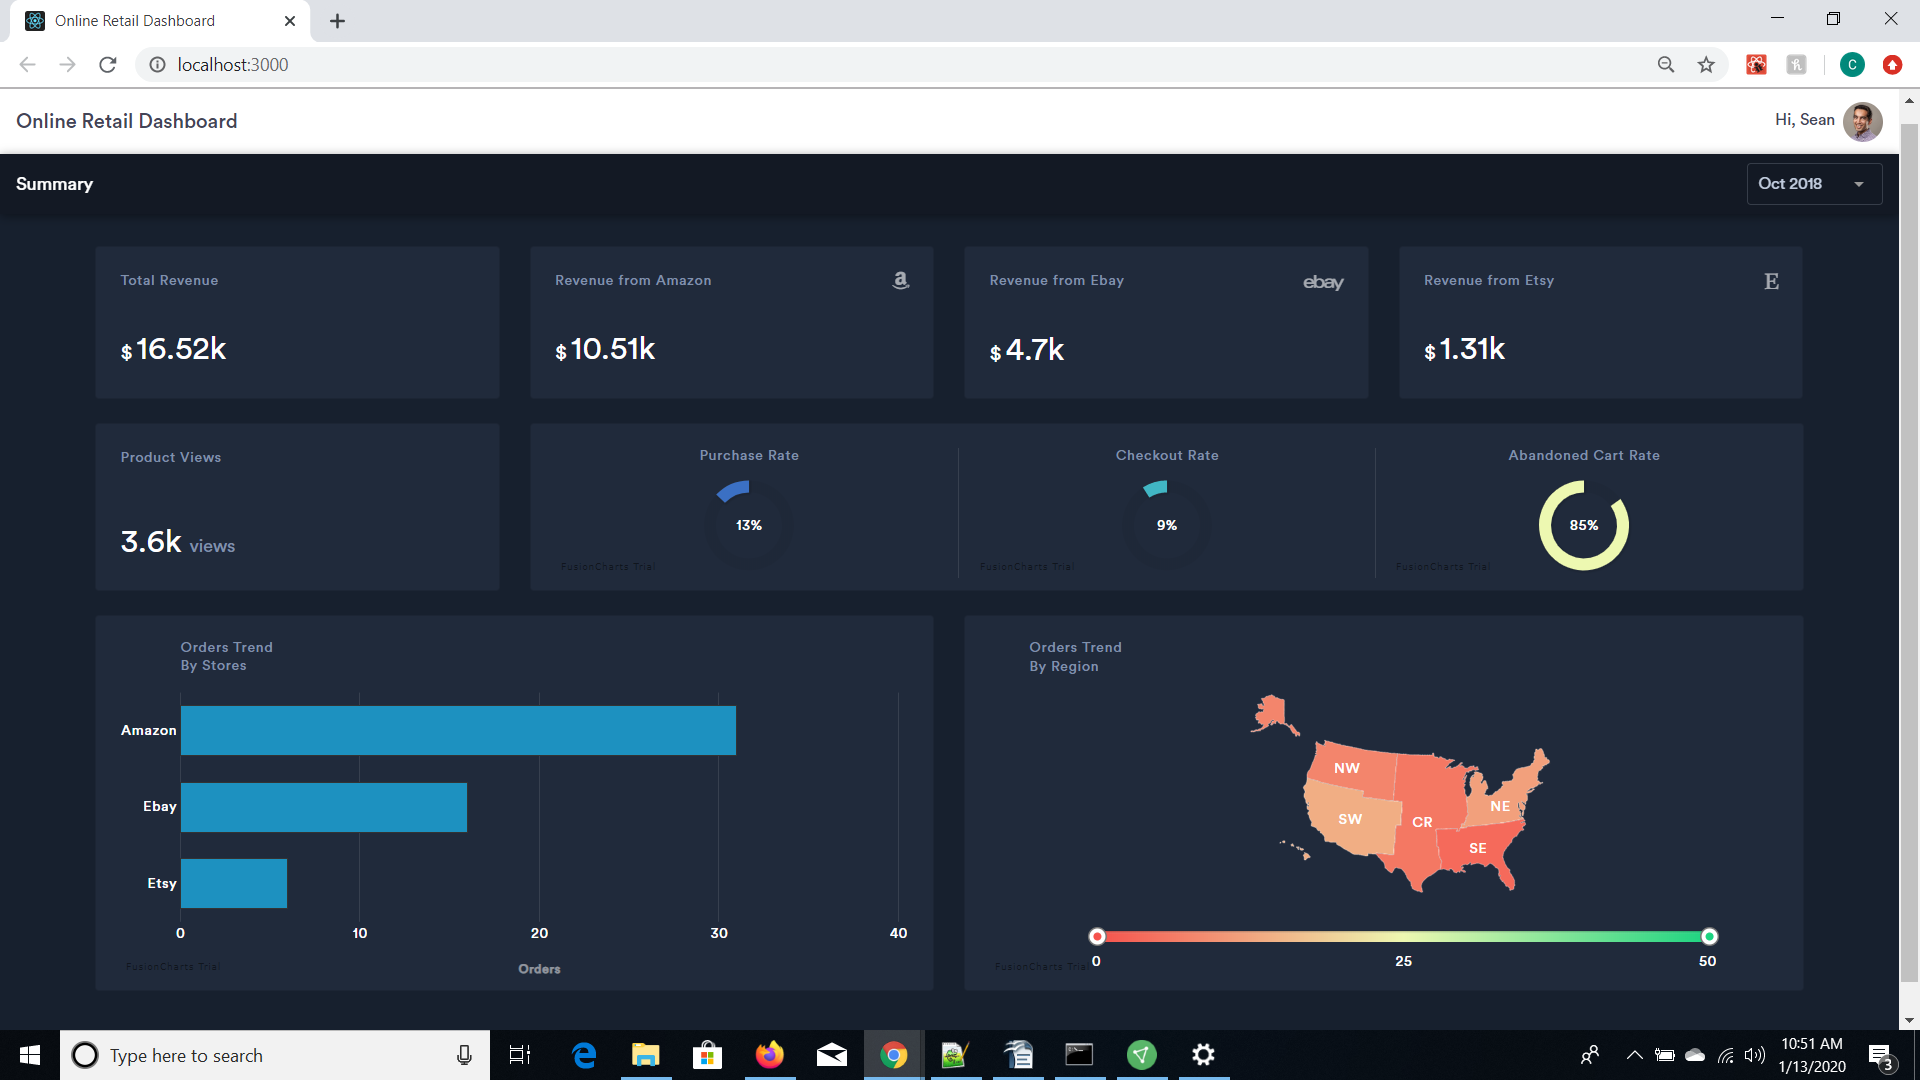 Online Retail Dashboard
localhost:3000
C
Online Retail Dashboard
Hi, Sean
Summary
Oct 2018
Total Revenue
$16.52k
Revenue from Amazon
a
$10.51k
Revenue from Ebay
ebay
$4.7k
Revenue from Etsy
E
$1.31k
Product Views
3.6k views
Purchase Rate
13%
FusionCharts Trial
Checkout Rate
9%
FusionCharts Trial
Abandoned Cart Rate
85%
FusionCharts Trial
Orders Trend
By Stores
Amazon
Ebay
Etsy
0 10 20 30 40
Orders
FusionCharts Trial
Orders Trend
By Region
NW
NE
SW
CR
SE
0 25 50
FusionCharts Trial
Type here to search
10:51 AM
1/13/2020
3